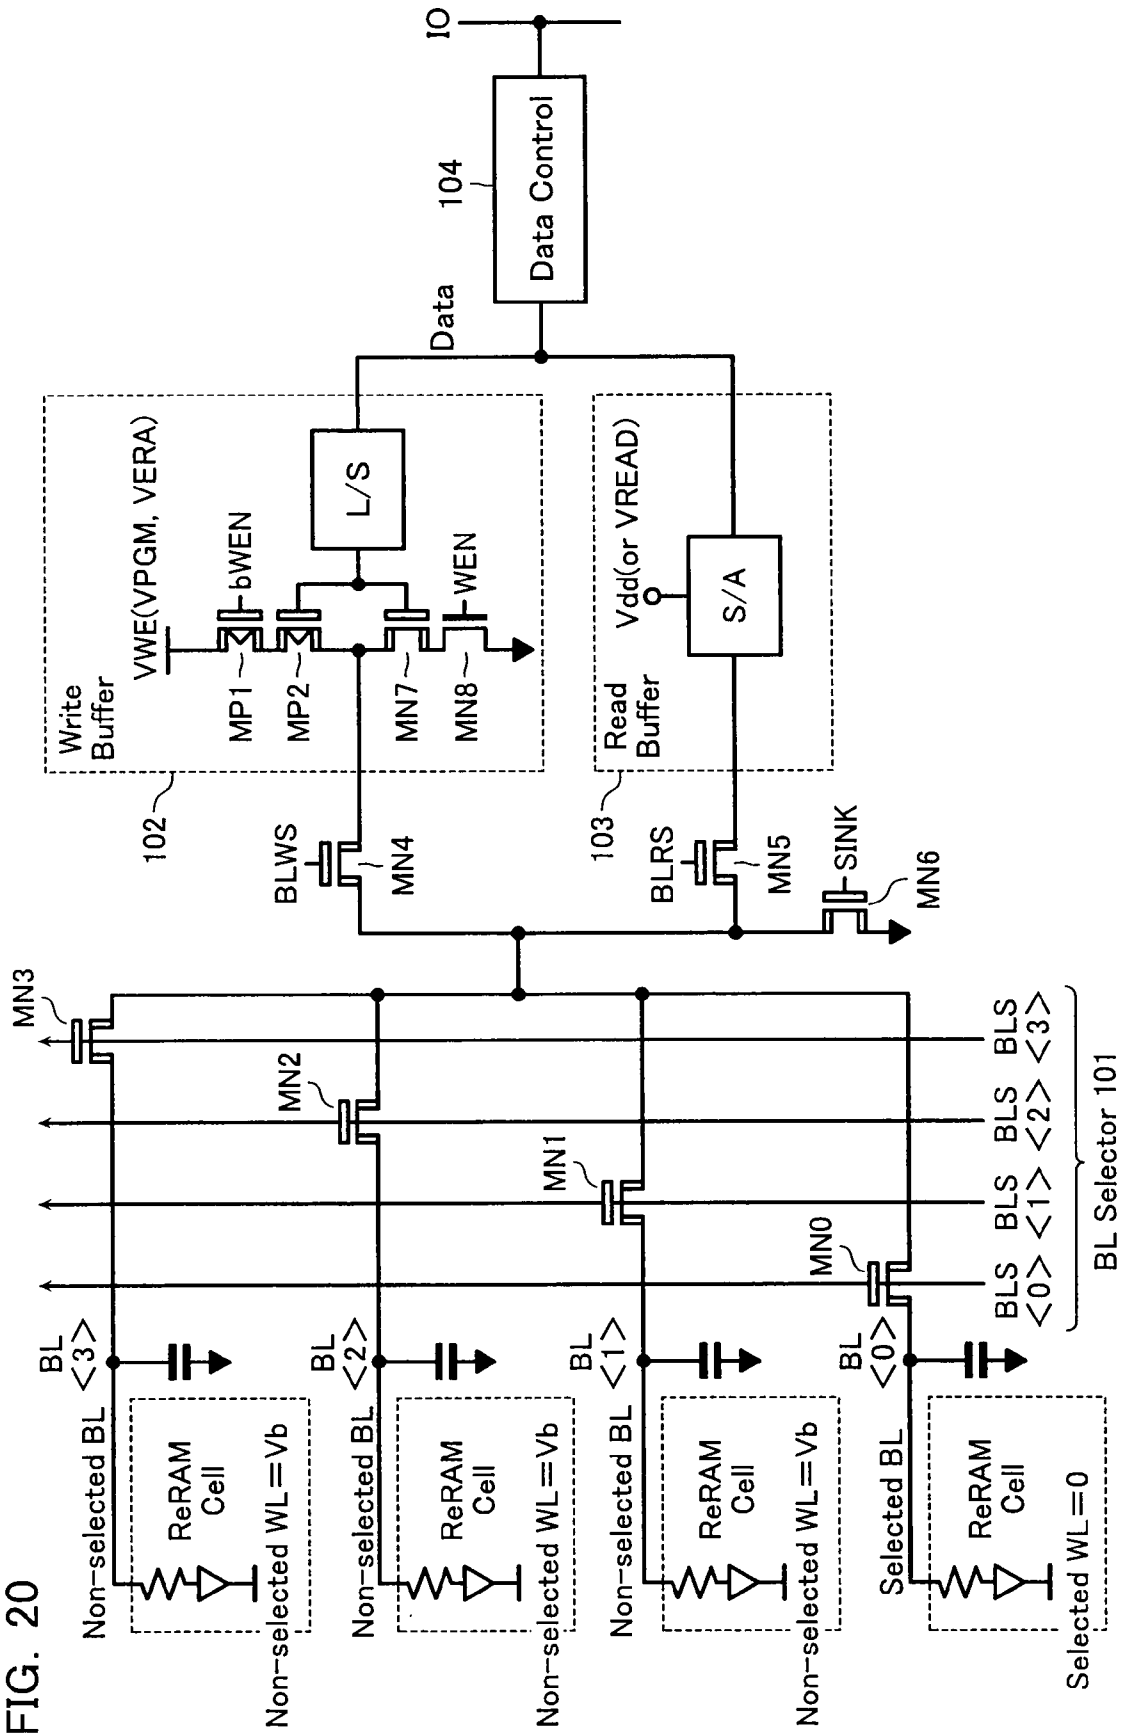 FIG. 20
Non-selected BL
BL
<3>
MN3
ReRAM
Cell
Non-selected WL=Vb
Non-selected BL
BL
<2>
MN2
ReRAM
Cell
Non-selected WL=Vb
Non-selected BL
BL
<1>
MN1
ReRAM
Cell
Non-selected WL=Vb
Selected BL
BL
<0>
MN0
ReRAM
Cell
Selected WL=0
BLS
<0>
BLS
<1>
BLS
<2>
BLS
<3>
BL Selector 101
BLWS
MN4
BLRS
MN5
SINK
MN6
102
Write
Buffer
VWE(VPGM, VERA)
MP1
bWEN
MP2
MN7
MN8
WEN
L/S
103
Read
Buffer
Vdd(or VREAD)
S/A
Data
104
Data Control
IO